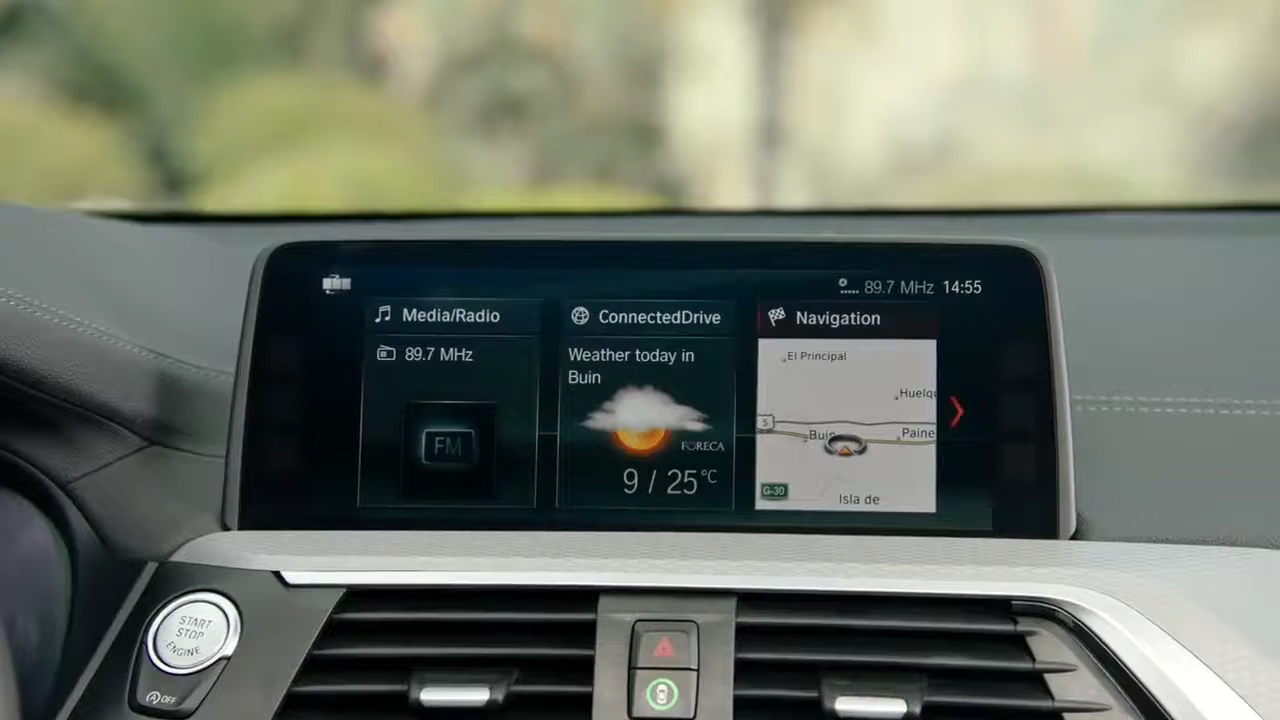 89.7 MHz 14:55
Media/Radio
89.7 MHz
FM
ConnectedDrive
Weather today in
Buin
FORECA
9 / 25°C
Navigation
El Principal
Huelqu
5
Buin
Paine
G-30
Isla de
START
STOP
ENGINE
OFF